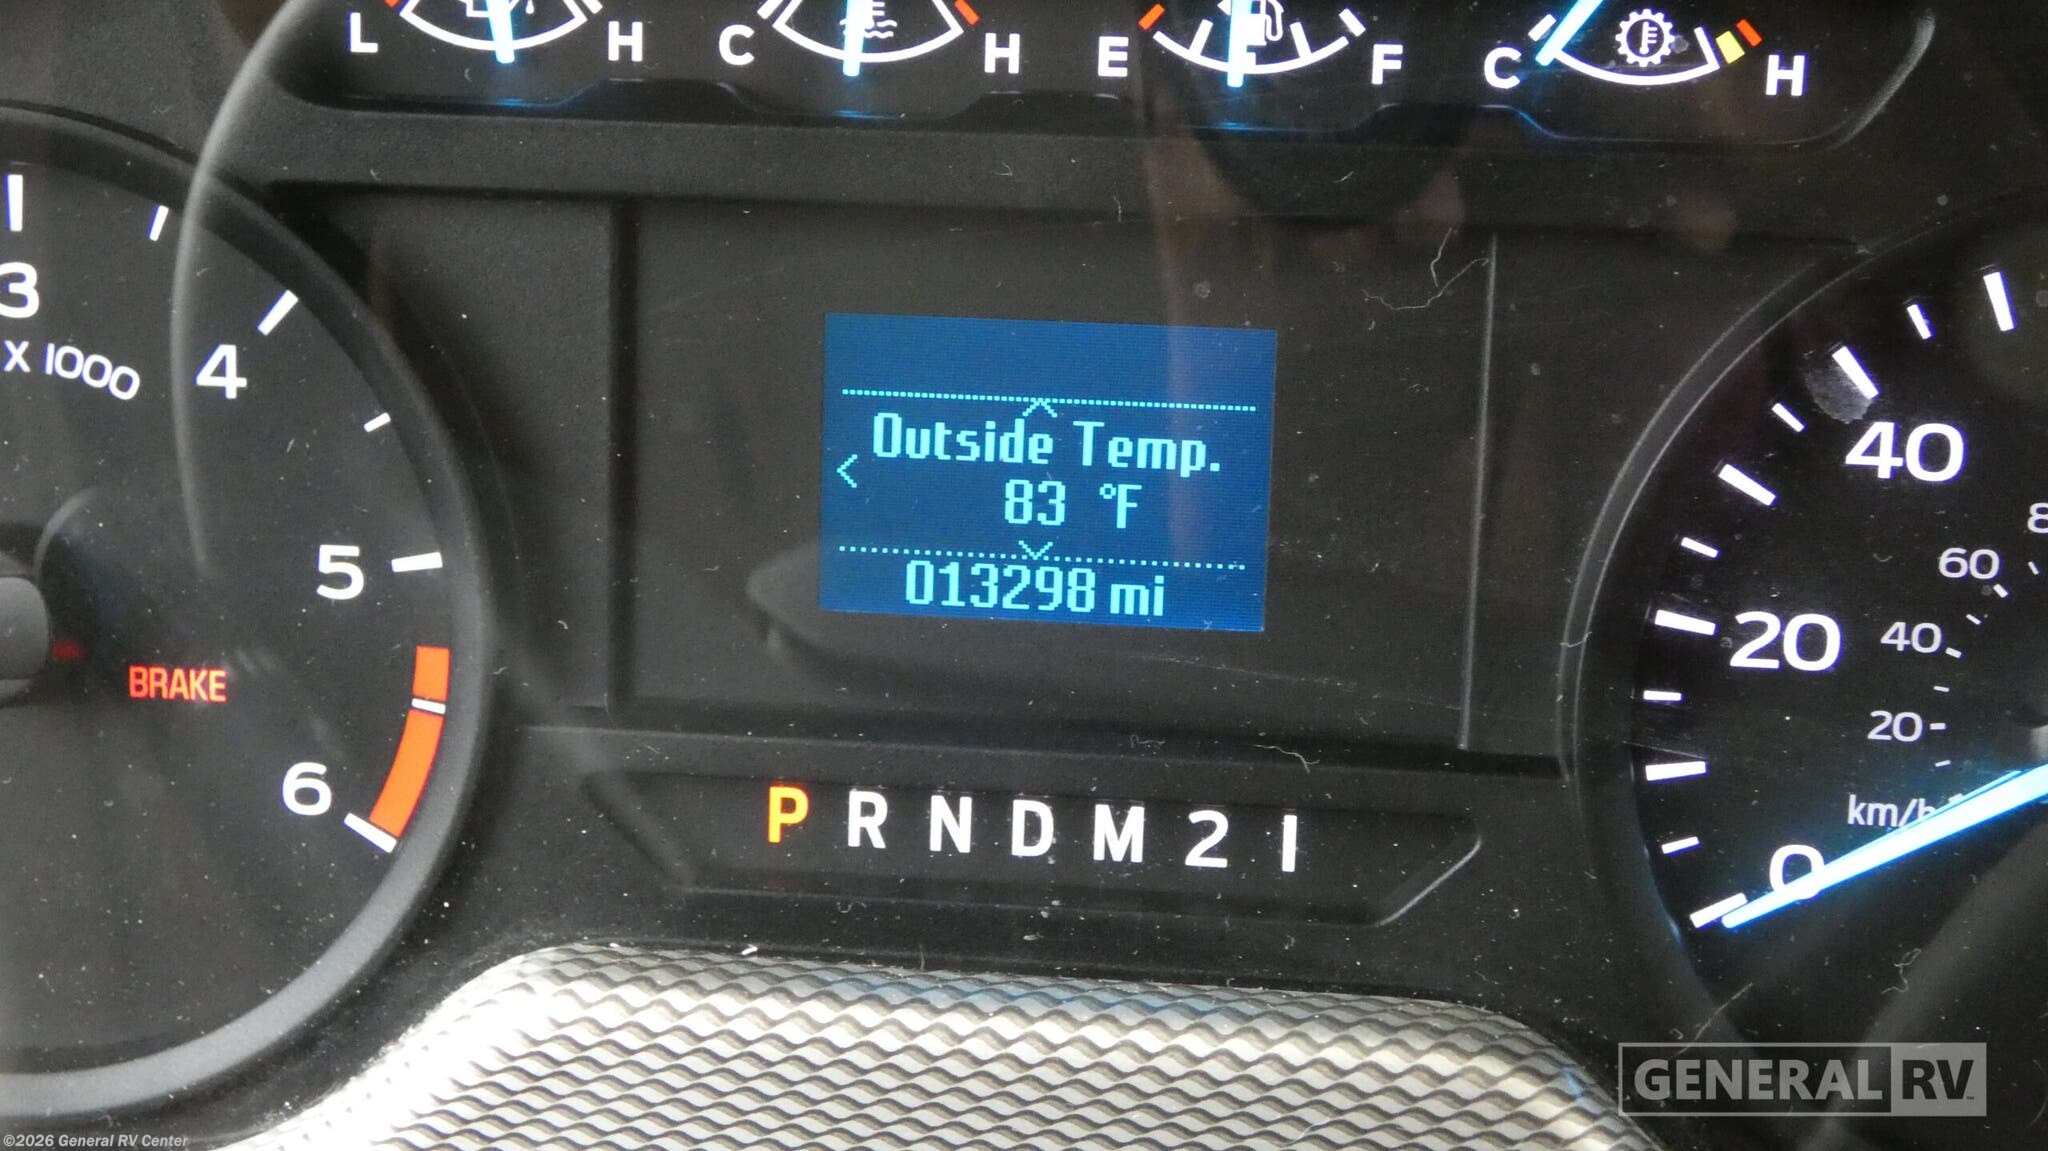 L H C H E F C H
1
3
x 1000
4
5
6
BRAKE
Outside Temp.
83 °F
013298 mi
P R N D M 2 1
40
20
0
60
40
20
km/h
GENERAL RV
©2026 General RV Center